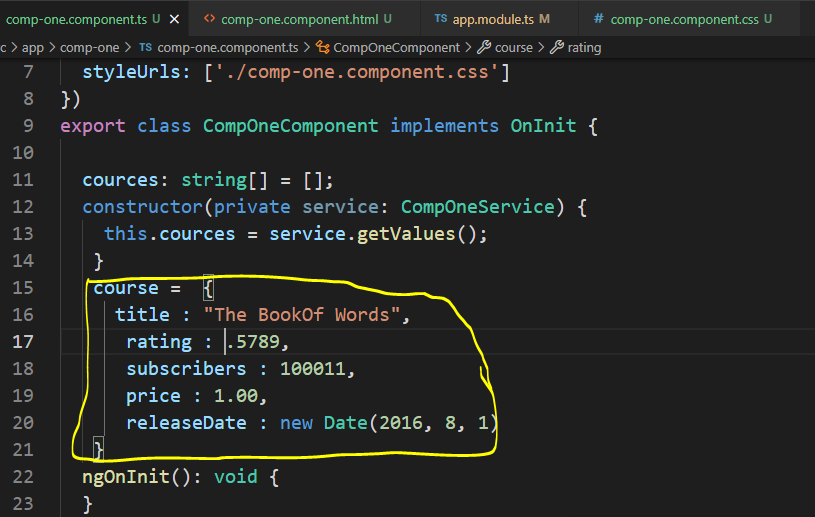 comp-one.component.ts U × <> comp-one.component.html U TS app.module.ts M # comp-one.component.css U
c > app > comp-one > TS comp-one.component.ts > CompOneComponent > course > rating
7 styleUrls: ['./comp-one.component.css']
8 })
9 export class CompOneComponent implements OnInit {
10
11 cources: string[] = [];
12 constructor(private service: CompOneService) {
13 this.cources = service.getValues();
14 }
15 course = {
16 title : "The BookOf Words",
17 rating : .5789,
18 subscribers : 100011,
19 price : 1.00,
20 releaseDate : new Date(2016, 8, 1)
21 }
22 ngOnInit(): void {
23 }